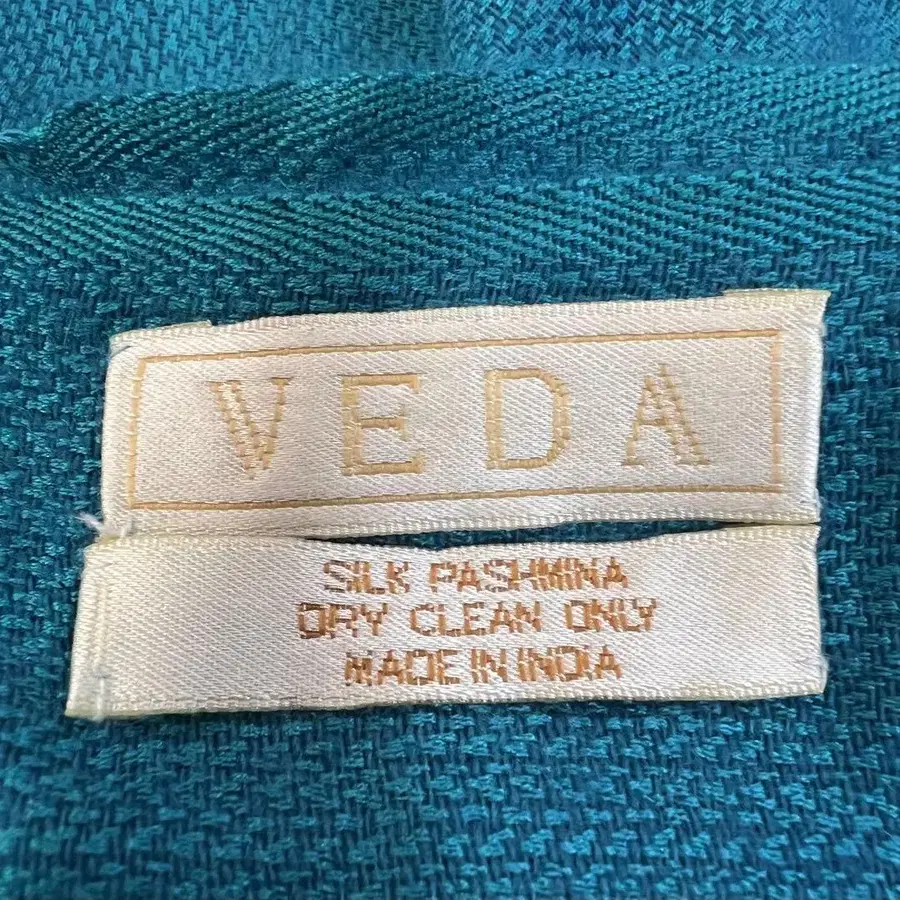 VEDA
SILK PASHMINA
DRY CLEAN ONLY
MADE IN INDIA